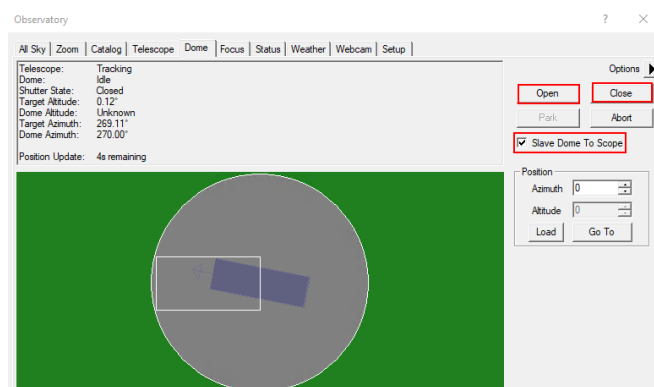 Observatory ? ×
All Sky Zoom Catalog Telescope Dome Focus Status Weather Webcam Setup
Telescope: Tracking
Dome: Idle
Shutter State: Closed
Target Altitude: 0.12°
Dome Altitude: Unknown
Target Azimuth: 269.11°
Dome Azimuth: 270.00°
Position Update: 4s remaining
Options
Open Close
Park Abort
Slave Dome To Scope
Position
Azimuth 0
Altitude 0
Load Go To